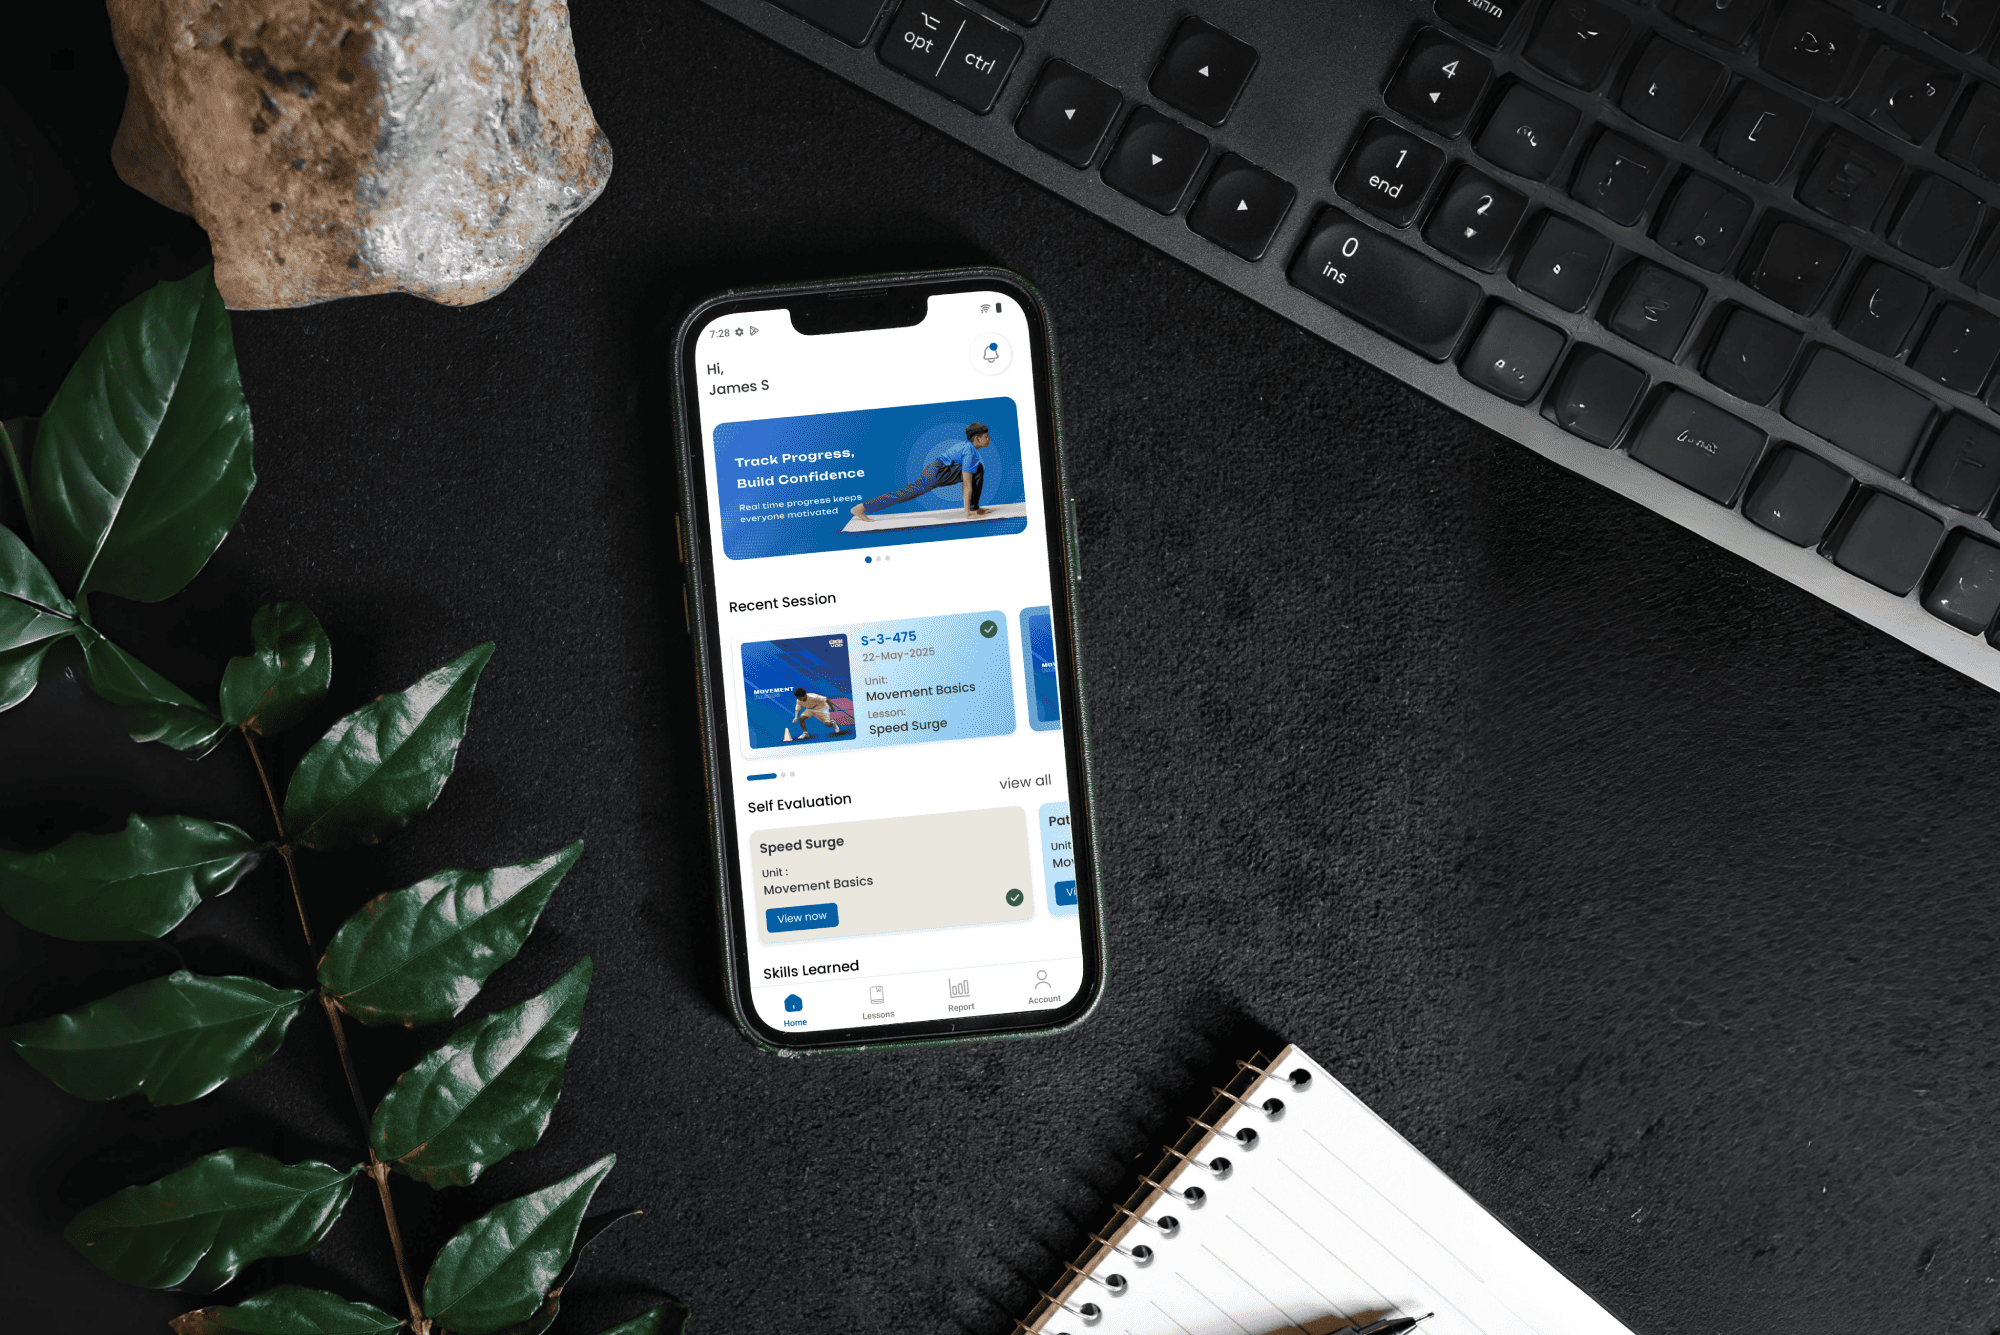 opt
ctrl
4
1
end
2
0
ins
7:28
Hi,
James S
Track Progress,
Build Confidence
Real time progress keeps
everyone motivated
Recent Session
S-3-475
22-May-2025
Unit:
Movement Basics
Lesson:
Speed Surge
MOVEMENT
view all
Self Evaluation
Speed Surge
Unit :
Movement Basics
View now
Pat
Unit
Mov
Vi
Skills Learned
Home
Lessons
Report
Account